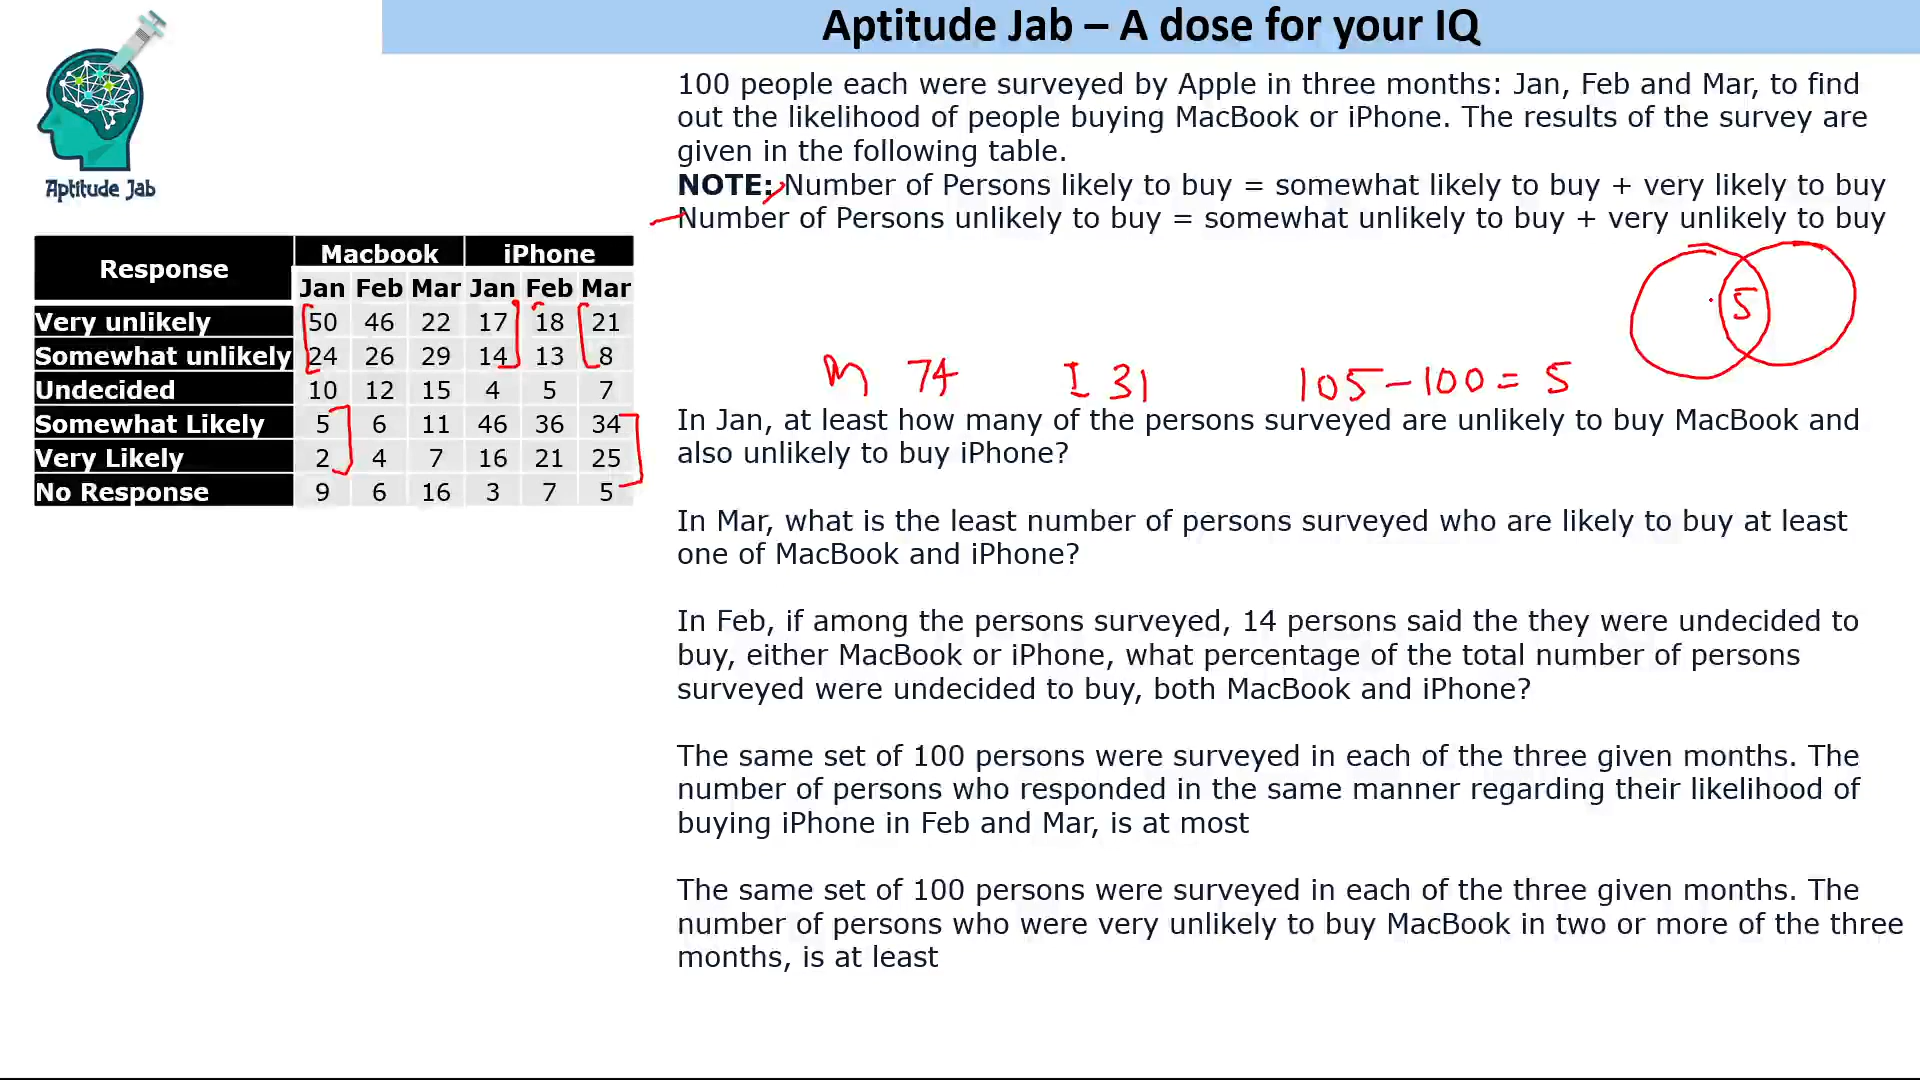 Aptitude Jab – A dose for your IQ
Aptitude Jab
100 people each were surveyed by Apple in three months: Jan, Feb and Mar, to find
out the likelihood of people buying MacBook or iPhone. The results of the survey are
given in the following table.
NOTE: Number of Persons likely to buy = somewhat likely to buy + very likely to buy
Number of Persons unlikely to buy = somewhat unlikely to buy + very unlikely to buy
Response Macbook iPhone
Jan Feb Mar Jan Feb Mar
Very unlikely 50 46 22 17 18 21
Somewhat unlikely 24 26 29 14 13 8
Undecided 10 12 15 4 5 7
Somewhat Likely 5 6 11 46 36 34
Very Likely 2 4 7 16 21 25
No Response 9 6 16 3 7 5
5
M 74 I 31 105 - 100 = 5
In Jan, at least how many of the persons surveyed are unlikely to buy MacBook and
also unlikely to buy iPhone?
In Mar, what is the least number of persons surveyed who are likely to buy at least
one of MacBook and iPhone?
In Feb, if among the persons surveyed, 14 persons said the they were undecided to
buy, either MacBook or iPhone, what percentage of the total number of persons
surveyed were undecided to buy, both MacBook and iPhone?
The same set of 100 persons were surveyed in each of the three given months. The
number of persons who responded in the same manner regarding their likelihood of
buying iPhone in Feb and Mar, is at most
The same set of 100 persons were surveyed in each of the three given months. The
number of persons who were very unlikely to buy MacBook in two or more of the three
months, is at least